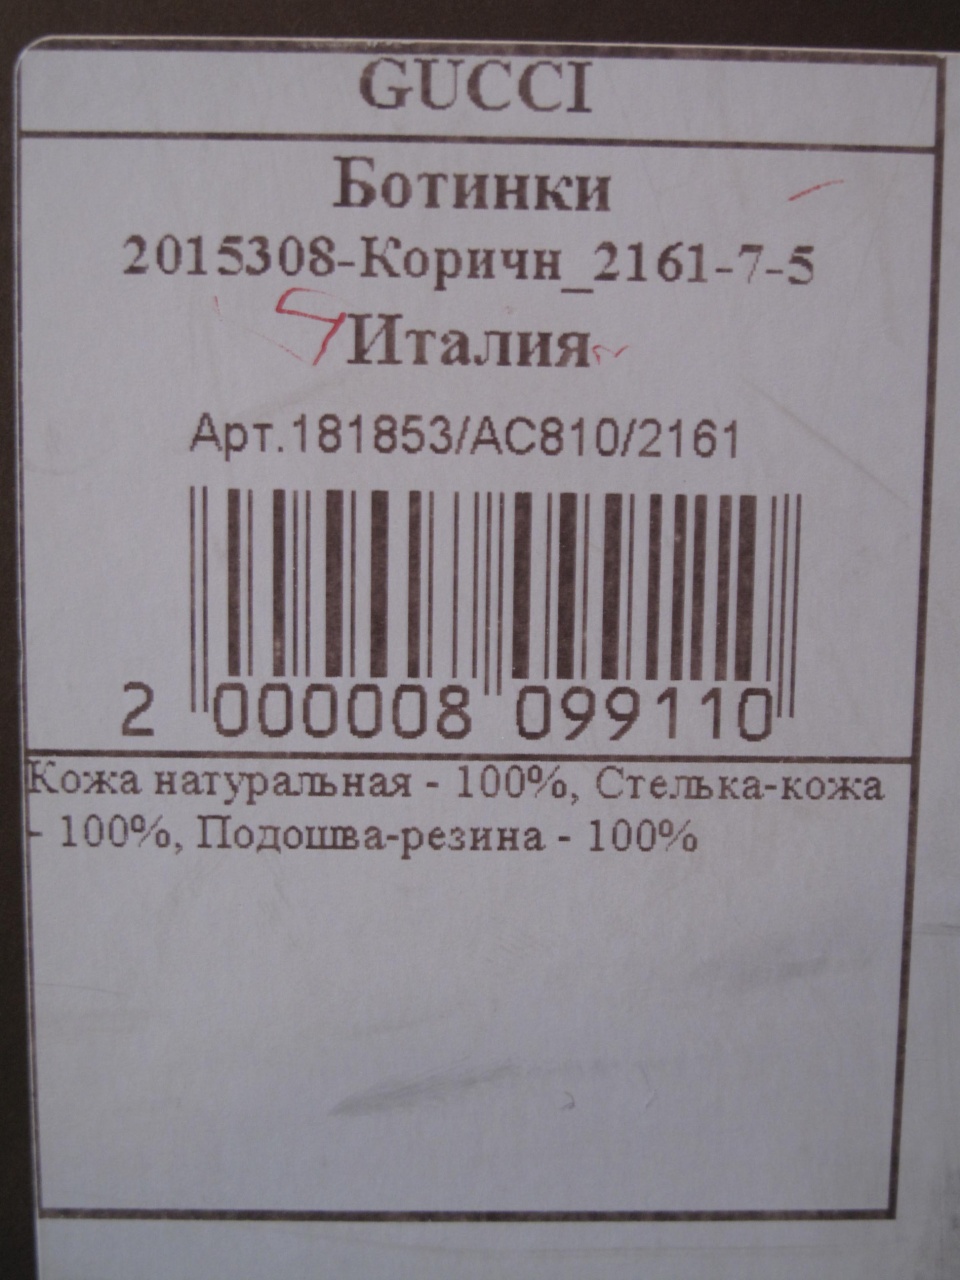 GUCCI
Ботинки
2015308-Коричн_2161-7-5
Италия
Арт.181853/AC810/2161
2 000008 099110
Кожа натуральная - 100%, Стелька-кожа
- 100%, Подошва-резина - 100%